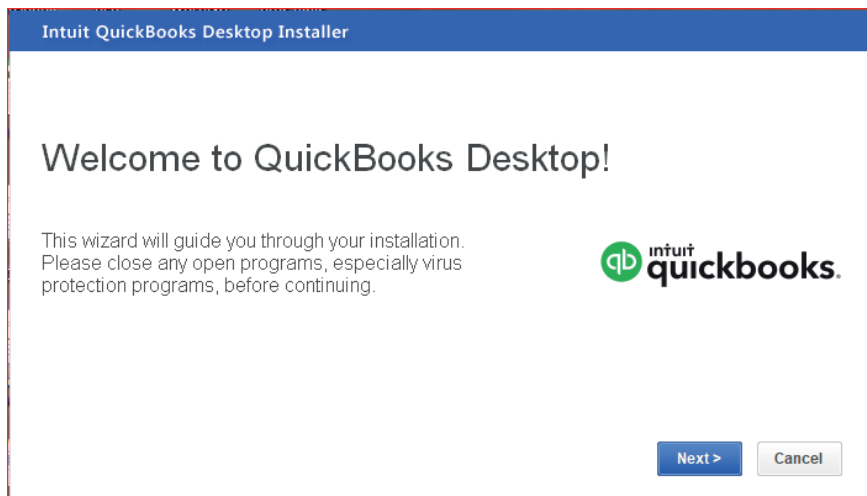 Intuit QuickBooks Desktop Installer
Welcome to QuickBooks Desktop!
This wizard will guide you through your installation.
Please close any open programs, especially virus
protection programs, before continuing.
qb intuit
quickbooks.
Next >
Cancel